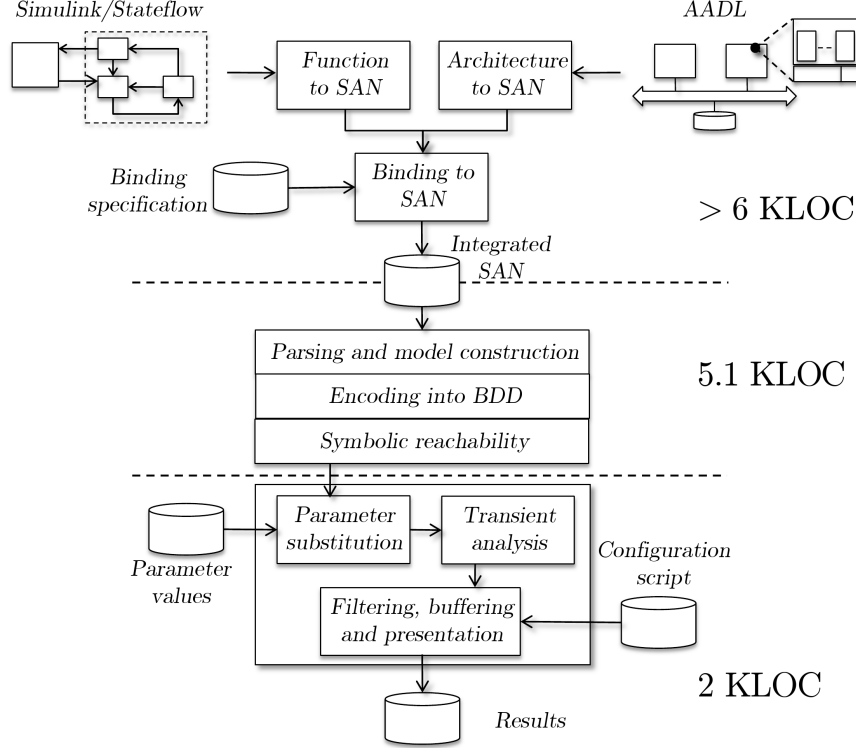 Simulink/Stateflow
AADL
Function
to SAN
Architecture
to SAN
Binding
specification
Binding to
SAN
> 6 KLOC
Integrated
SAN
Parsing and model construction
5.1 KLOC
Encoding into BDD
Symbolic reachability
Parameter
substitution
Transient
analysis
Parameter
values
Configuration
script
Filtering, buffering
and presentation
2 KLOC
Results